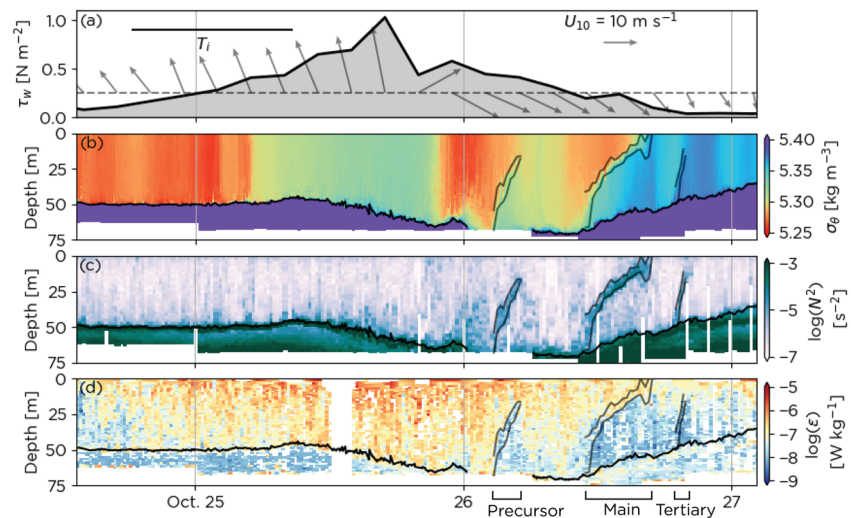 (a)
U₁₀ = 10 m s⁻¹
T_i
τ_w [N m⁻²]
1.0
0.5
0.0
(b)
Depth [m]
0
25
50
75
5.40
5.35
5.30
5.25
σ_θ [kg m⁻³]
(c)
Depth [m]
0
25
50
75
−3
−5
−7
log(N²)
[s⁻²]
(d)
Depth [m]
0
25
50
75
−5
−6
−7
−8
−9
log(ε)
[W kg⁻¹]
Oct. 25
26
27
Precursor
Main
Tertiary